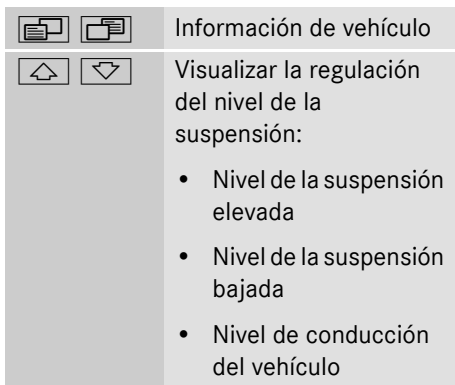 Información de vehículo
Visualizar la regulación
del nivel de la
suspensión:
• Nivel de la suspensión
elevada
• Nivel de la suspensión
bajada
• Nivel de conducción
del vehículo